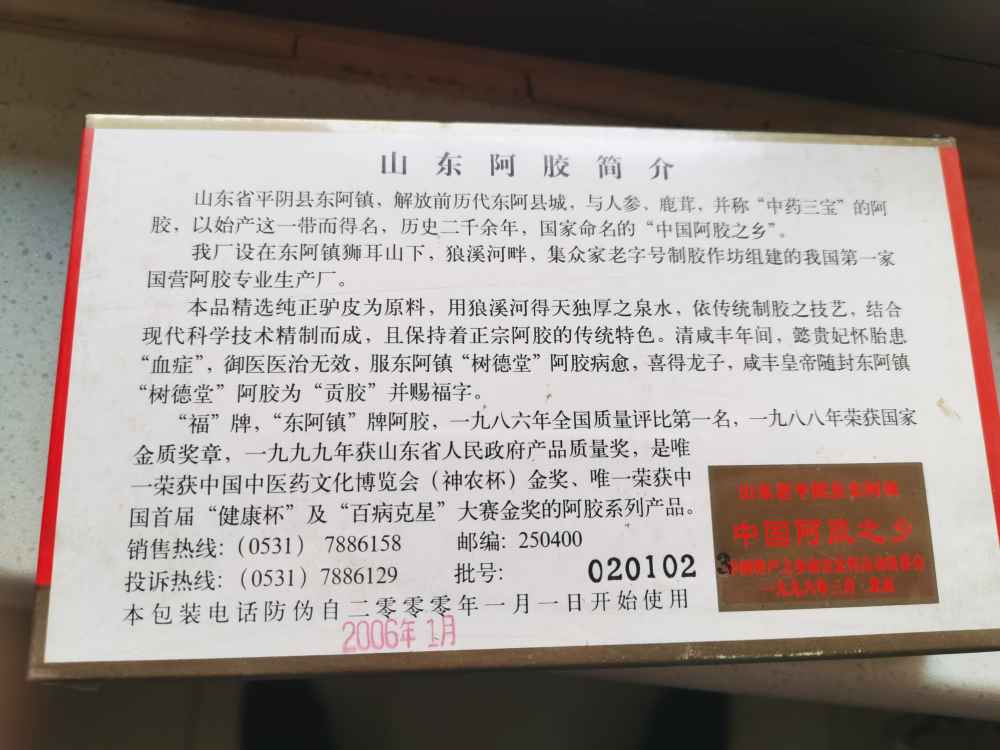 山东阿胶简介
山东省平阴县东阿镇，解放前历代东阿县城，与人参、鹿茸，并称“中药三宝”的阿
胶，以始产这一带而得名，历史二千余年，国家命名的“中国阿胶之乡”。
我厂设在东阿镇狮耳山下，狼溪河畔，集众家老字号制胶作坊组建的我国第一家
国营阿胶专业生产厂。
本品精选纯正驴皮为原料，用狼溪河得天独厚之泉水，依传统制胶之技艺，结合
现代科学技术精制而成，且保持着正宗阿胶的传统特色。清咸丰年间，懿贵妃怀胎患
“血症”，御医医治无效，服东阿镇“树德堂”阿胶病愈，喜得龙子，咸丰皇帝随封东阿镇
“树德堂”阿胶为“贡胶”并赐福字。
“福”牌，“东阿镇”牌阿胶，一九八六年全国质量评比第一名，一九八八年荣获国家
金质奖章，一九九九年获山东省人民政府产品质量奖，是唯
一荣获中国中医药文化博览会（神农杯）金奖、唯一荣获中
国首届“健康杯”及“百病克星”大赛金奖的阿胶系列产品。
销售热线:（0531） 7886158 邮编: 250400
投诉热线:（0531） 7886129 批号: 020102 3
本包装电话防伪自二零零零年一月一日开始使用
2006年 1月
中国阿胶之乡